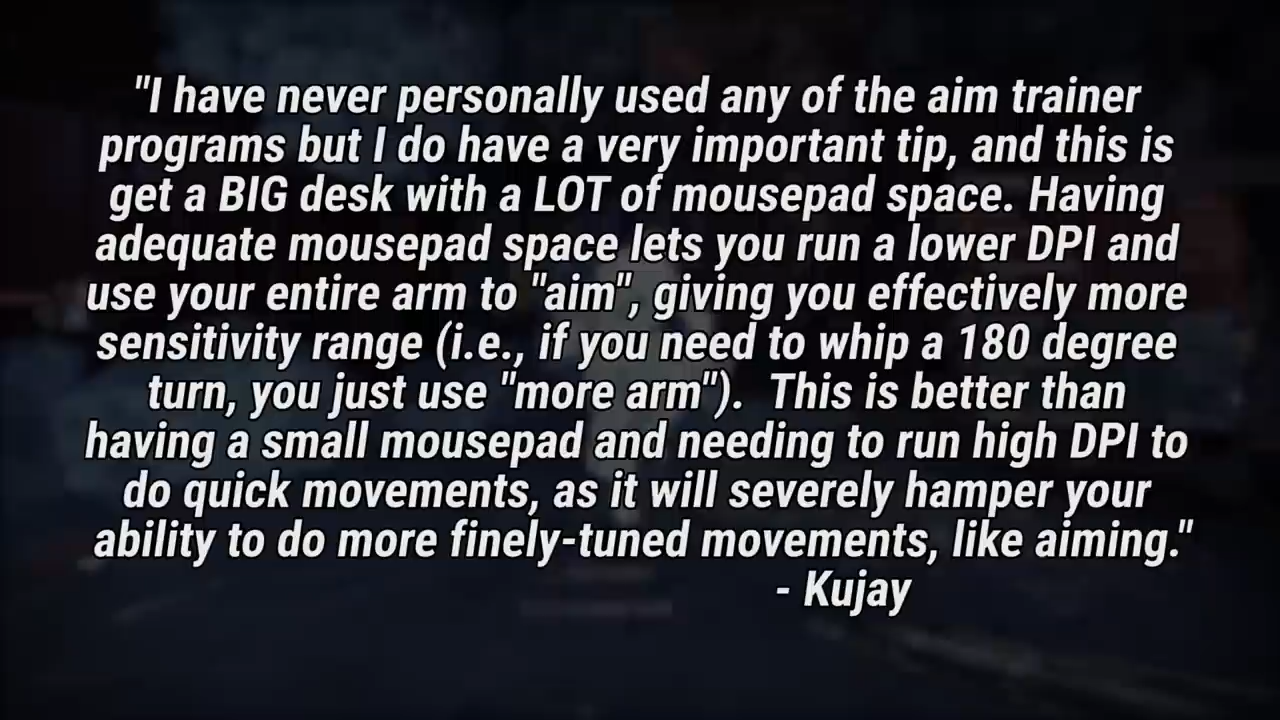 "I have never personally used any of the aim trainer
programs but I do have a very important tip, and this is
get a BIG desk with a LOT of mousepad space. Having
adequate mousepad space lets you run a lower DPI and
use your entire arm to "aim", giving you effectively more
sensitivity range (i.e., if you need to whip a 180 degree
turn, you just use "more arm").  This is better than
having a small mousepad and needing to run high DPI to
do quick movements, as it will severely hamper your
ability to do more finely-tuned movements, like aiming."
- Kujay